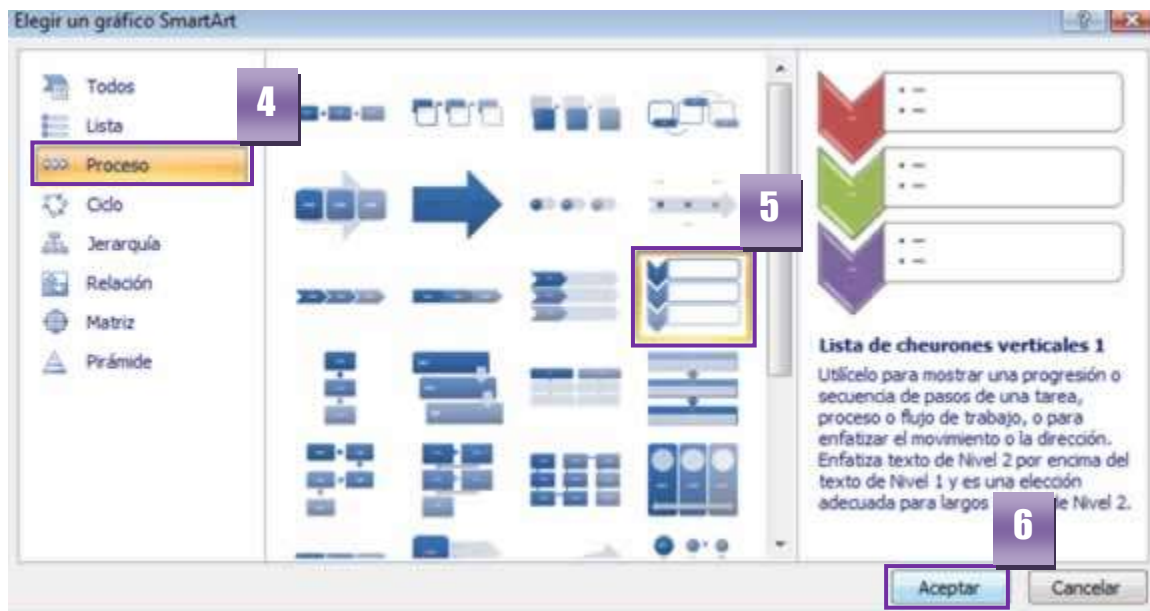 Elegir un gráfico SmartArt
Todos
Lista
Proceso
Ciclo
Jerarquía
Relación
Matriz
Pirámide
4
5
Lista de cheurones verticales 1
Utilícelo para mostrar una progresión o
secuencia de pasos de una tarea,
proceso o flujo de trabajo, o para
enfatizar el movimiento o la dirección.
Enfatiza texto de Nivel 2 por encima del
texto de Nivel 1 y es una elección
adecuada para largos de Nivel 2.
6
Aceptar
Cancelar